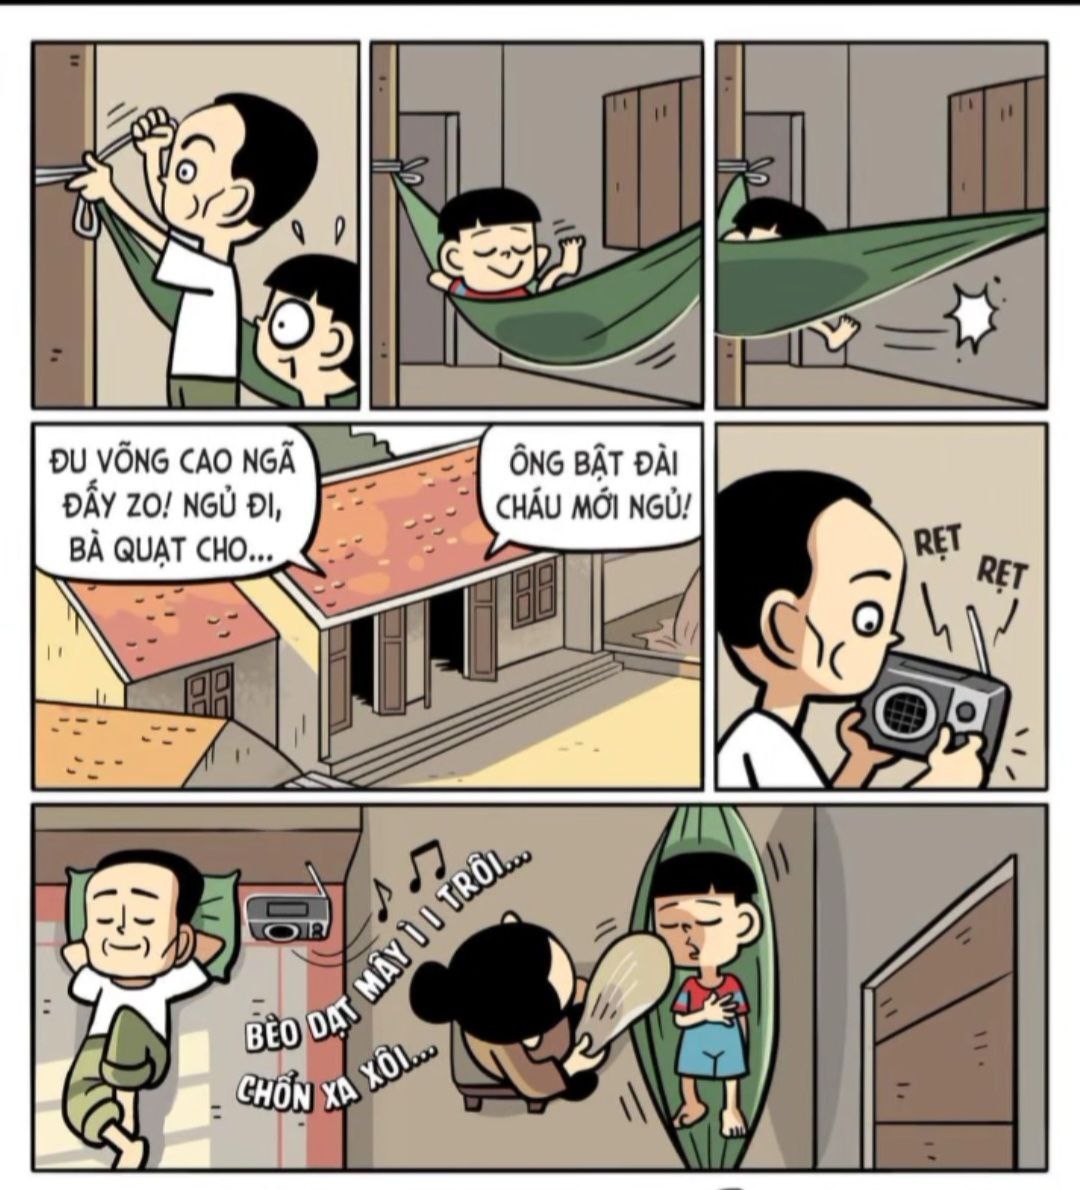 ĐU VÕNG CAO NGÃ
ĐẤY ZO! NGỦ ĐI,
BÀ QUẠT CHO...
ÔNG BẬT ĐÀI
CHÁU MỚI NGỦ!
RẸT
RẸT
BÈO DẠT MÂY Ì I TRÔI...
CHỐN XA XÔI...